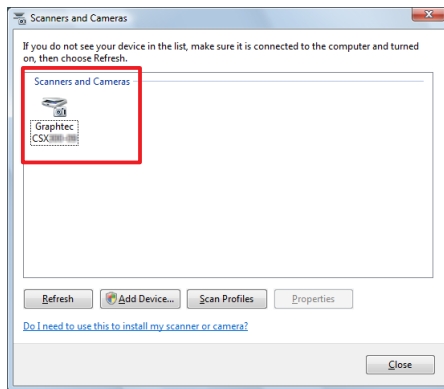 Scanners and Cameras
If you do not see your device in the list, make sure it is connected to the computer and turned
on, then choose Refresh.
Scanners and Cameras
Graphtec
CSX
Refresh
Add Device...
Scan Profiles
Properties
Do I need to use this to install my scanner or camera?
Close